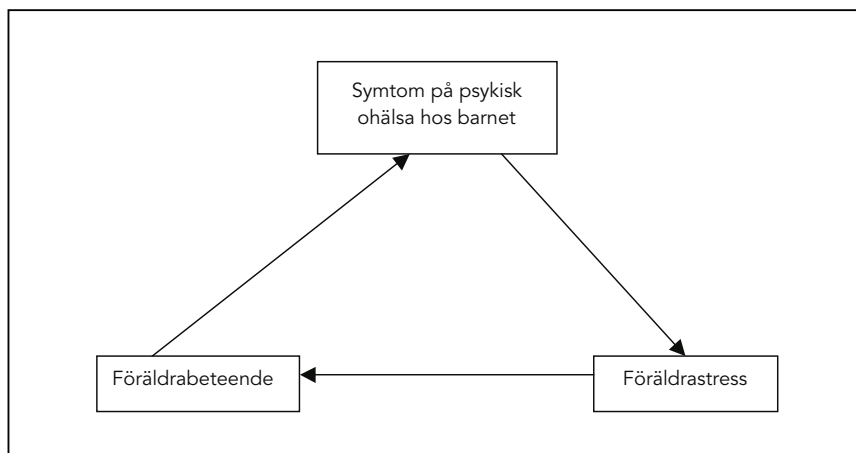 Symtom på psykisk
ohälsa hos barnet
Föräldrabeteende
Föräldrastress